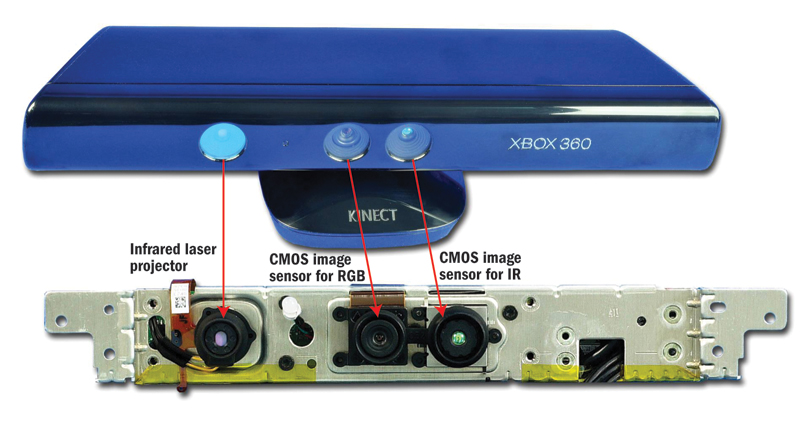 XBOX 360
KINECT
Infrared laser
projector
CMOS image
sensor for RGB
CMOS image
sensor for IR